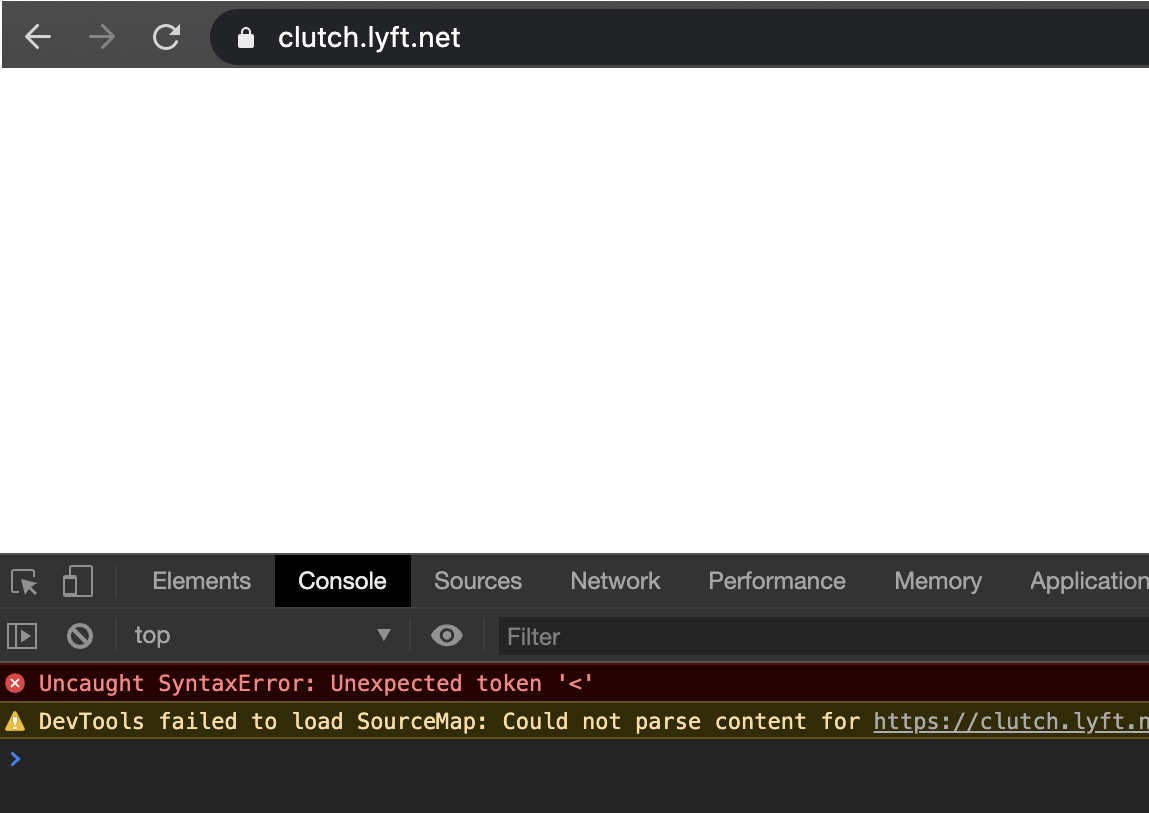 clutch.lyft.net
Elements Console Sources Network Performance Memory Application
top Filter
Uncaught SyntaxError: Unexpected token '<'
DevTools failed to load SourceMap: Could not parse content for https://clutch.lyft.n